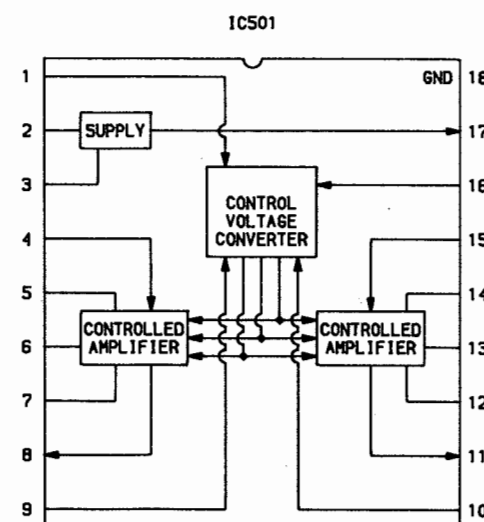 IC501
1
GND 18
2
SUPPLY
17
3
CONTROL
VOLTAGE
CONVERTER
16
4
15
5
14
CONTROLLED
AMPLIFIER
CONTROLLED
AMPLIFIER
6
13
7
12
8
11
9
10